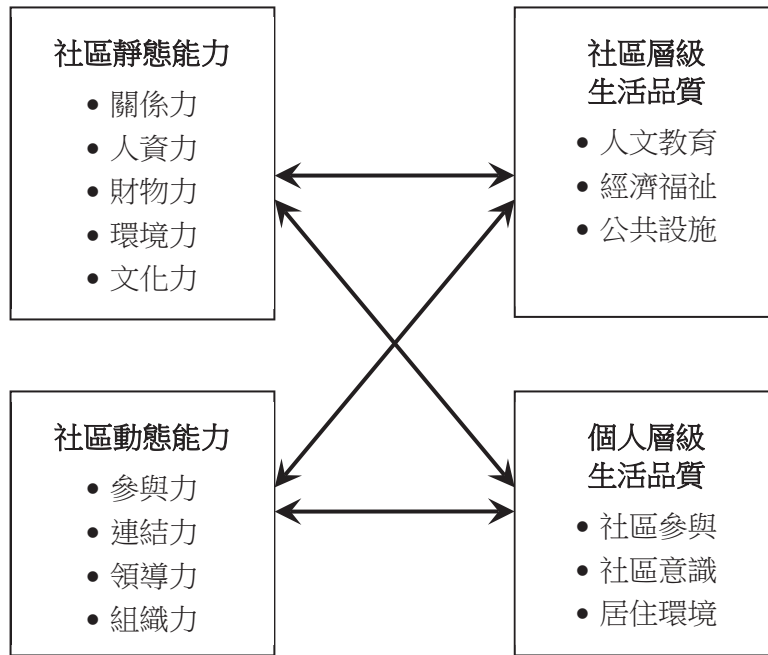 社區靜態能力
• 關係力
• 人資力
• 財物力
• 環境力
• 文化力
社區層級
生活品質
• 人文教育
• 經濟福祉
• 公共設施
社區動態能力
• 參與力
• 連結力
• 領導力
• 組織力
個人層級
生活品質
• 社區參與
• 社區意識
• 居住環境